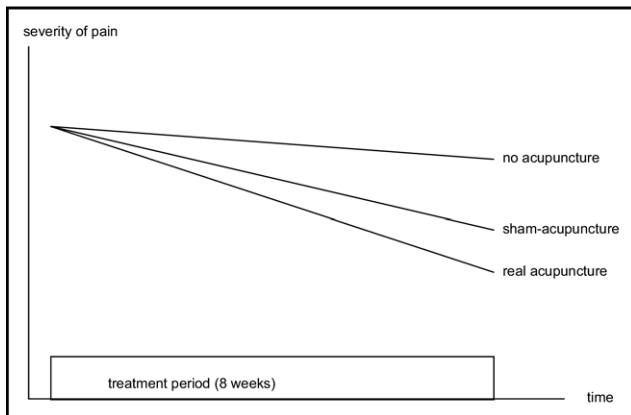 severity of pain
no acupuncture
sham-acupuncture
real acupuncture
treatment period (8 weeks)
time